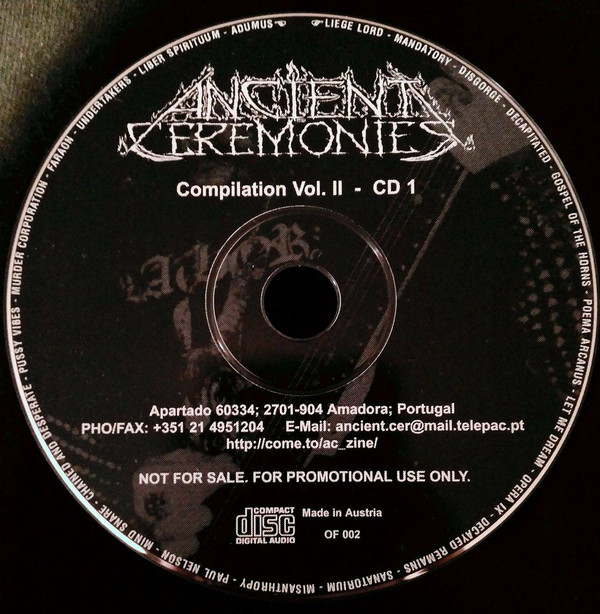 LIEGE LORD - MANDATORY - DISGORGE - DECAPITATED - GOSPEL OF THE HORNS - POEMA ARCANUS - LET ME DREAM - OPERA IX - DECAYED REMAINS - SANATORIUM - MISANTHROPY - PAUL NELSON - MIND SNARE - CHAINED AND DESPERATE - PUSSY VIBES - MURDER CORPORATION - FARAON - UNDERTAKERS - LIBER SPIRITUUM - ADUMUS
ANCIENT
CEREMONIES
Compilation Vol. II - CD 1
Apartado 60334; 2701-904 Amadora; Portugal
PHO/FAX: +351 21 4951204 E-Mail: ancient.cer@mail.telepac.pt
http://come.to/ac_zine/
NOT FOR SALE. FOR PROMOTIONAL USE ONLY.
COMPACT
disc
DIGITAL AUDIO
Made in Austria
OF 002